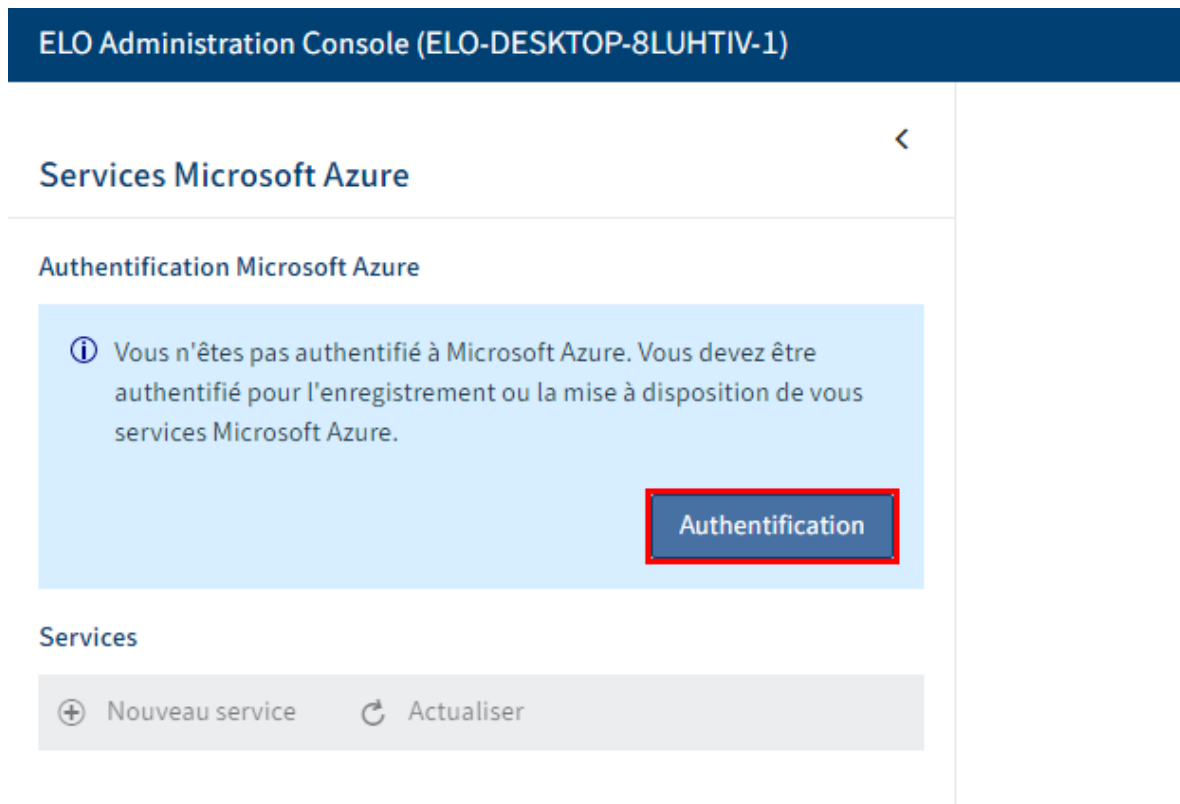 ELO Administration Console (ELO-DESKTOP-8LUHTIV-1)
Services Microsoft Azure
Authentification Microsoft Azure
Vous n'êtes pas authentifié à Microsoft Azure. Vous devez être
authentifié pour l'enregistrement ou la mise à disposition de vous
services Microsoft Azure.
Authentification
Services
Nouveau service Actualiser